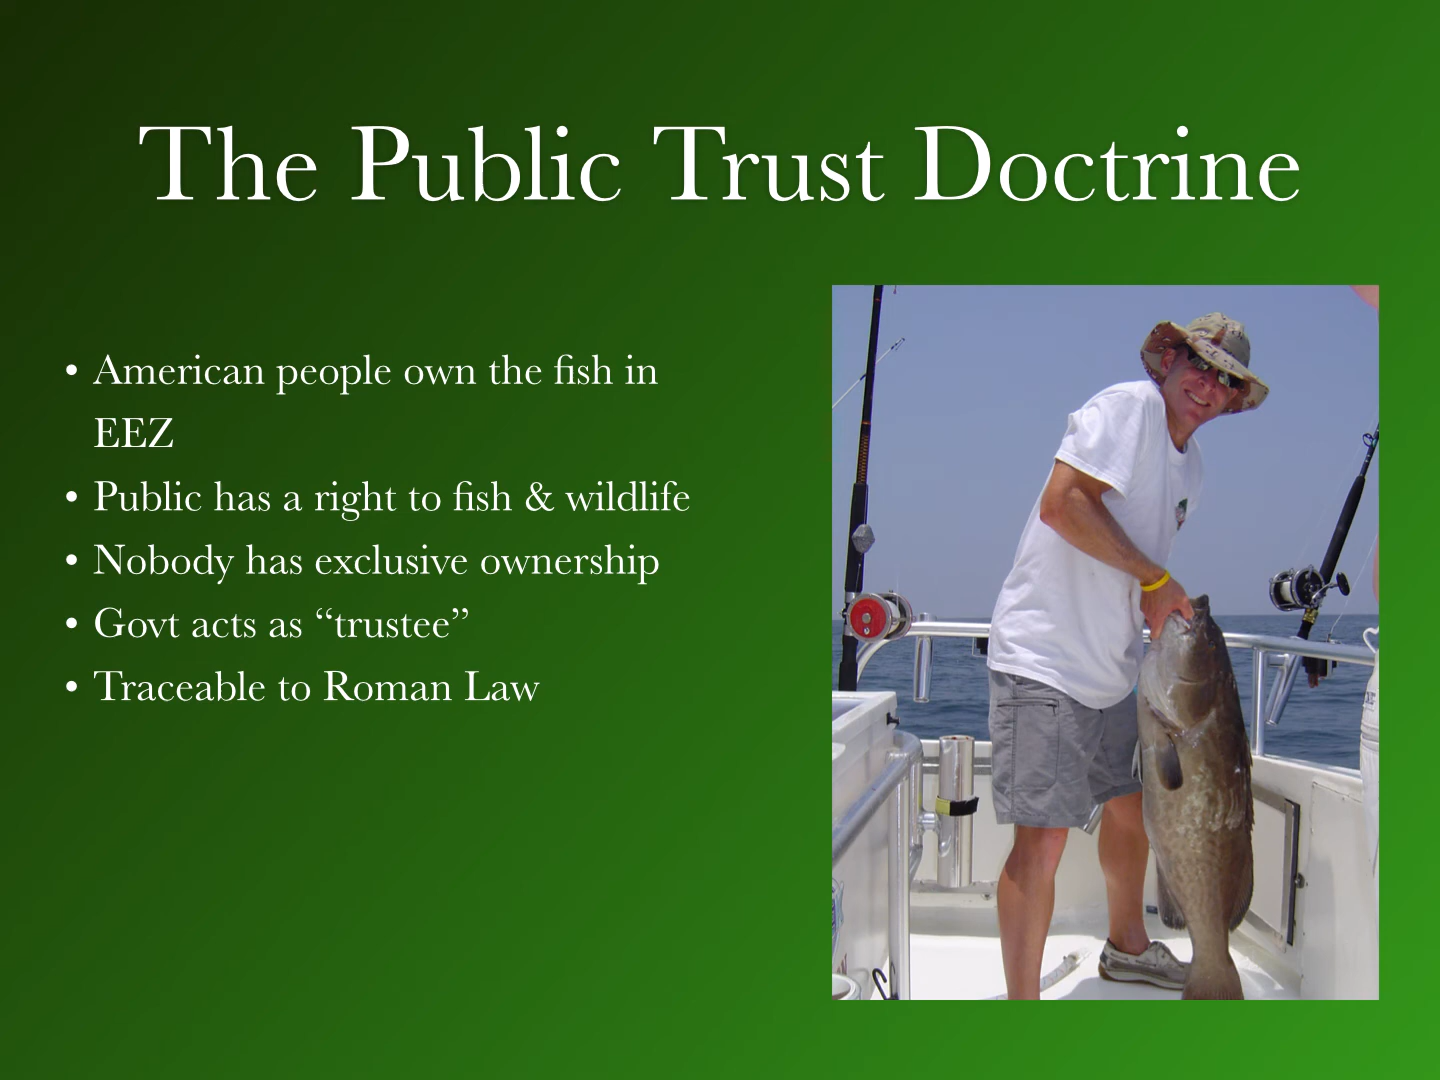 The Public Trust Doctrine
• American people own the fish in
EEZ
• Public has a right to fish & wildlife
• Nobody has exclusive ownership
• Govt acts as “trustee”
• Traceable to Roman Law